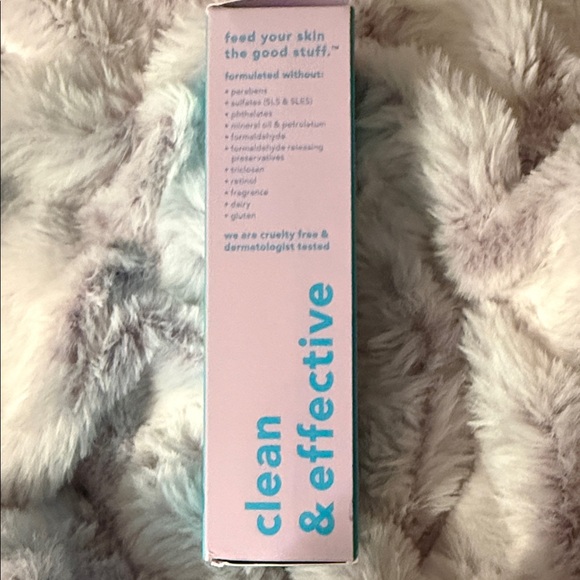 feed your skin
the good stuff.™
formulated without:
• parabens
• sulfates (SLS & SLES)
• phthalates
• mineral oil & petrolatum
• formaldehyde
• formaldehyde releasing
preservatives
• triclosan
• retinol
• fragrance
• dairy
• gluten
we are cruelty free &
dermatologist tested
clean
& effective